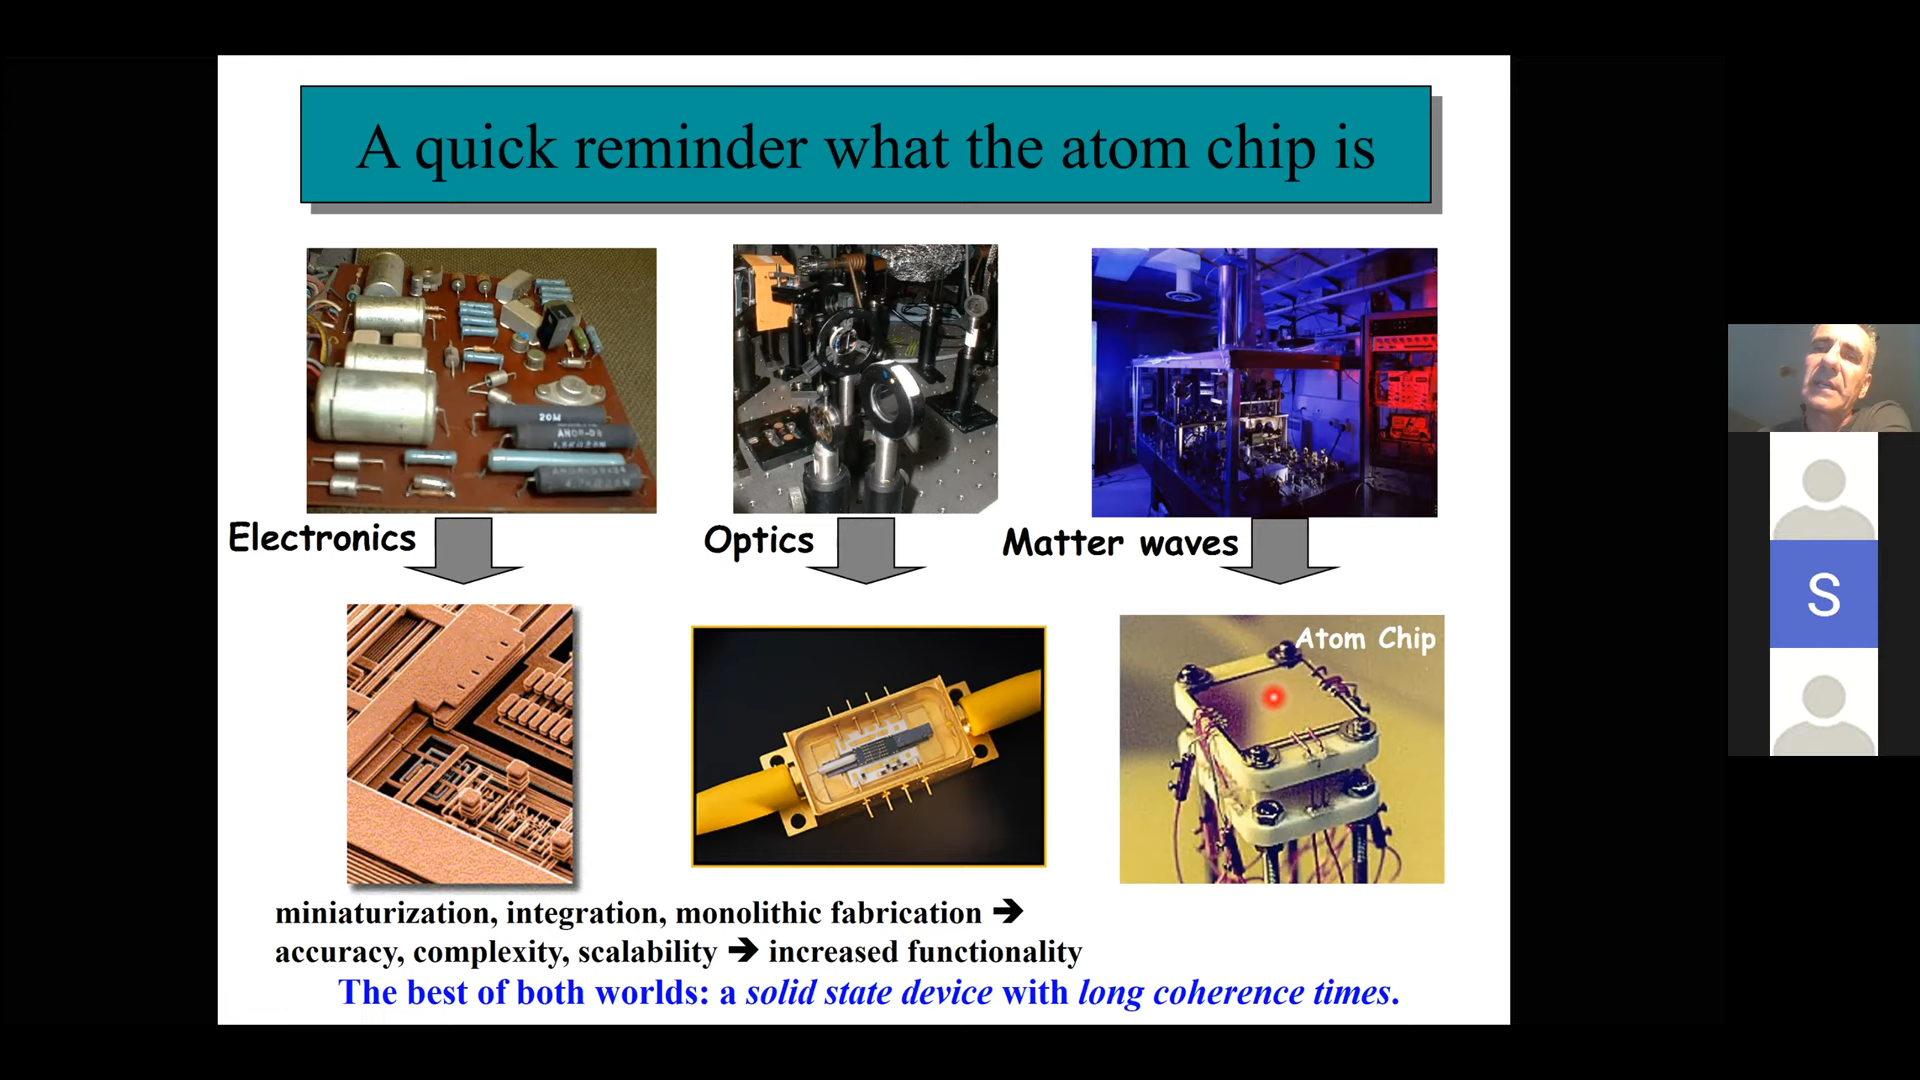 A quick reminder what the atom chip is
20M
Electronics
Optics
Matter waves
Atom Chip
miniaturization, integration, monolithic fabrication ➔
accuracy, complexity, scalability ➔ increased functionality
The best of both worlds: a solid state device with long coherence times.
S